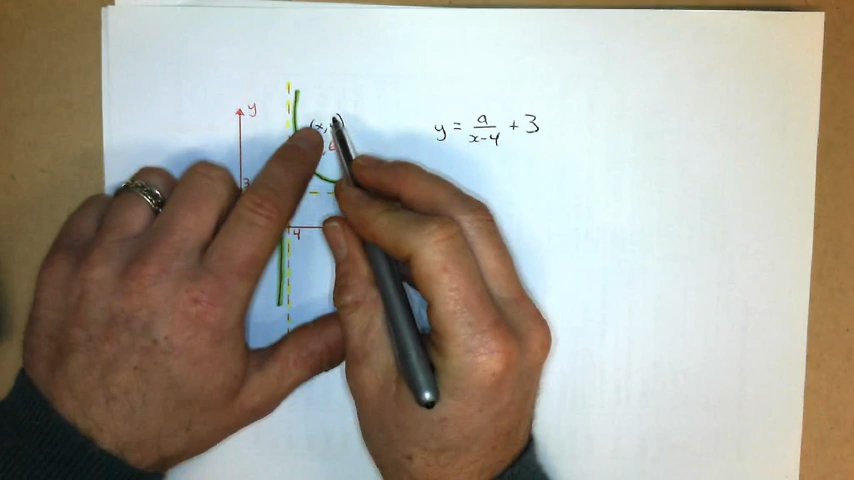 y
(x, y)
y = a/(x-4) + 3
3
4